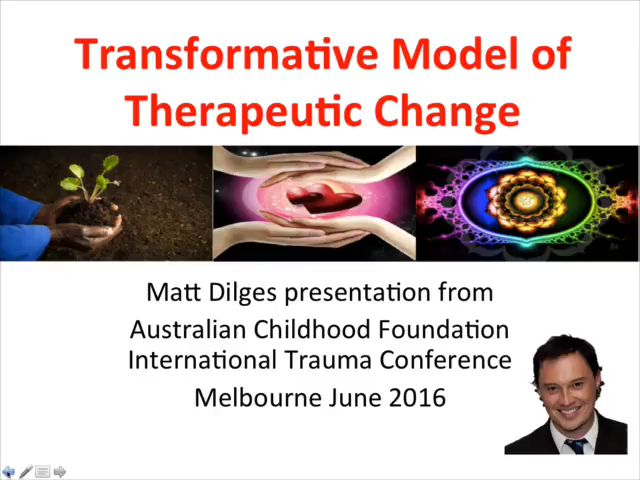 Transformative Model of
Therapeutic Change
Matt Dilges presentation from
Australian Childhood Foundation
International Trauma Conference
Melbourne June 2016